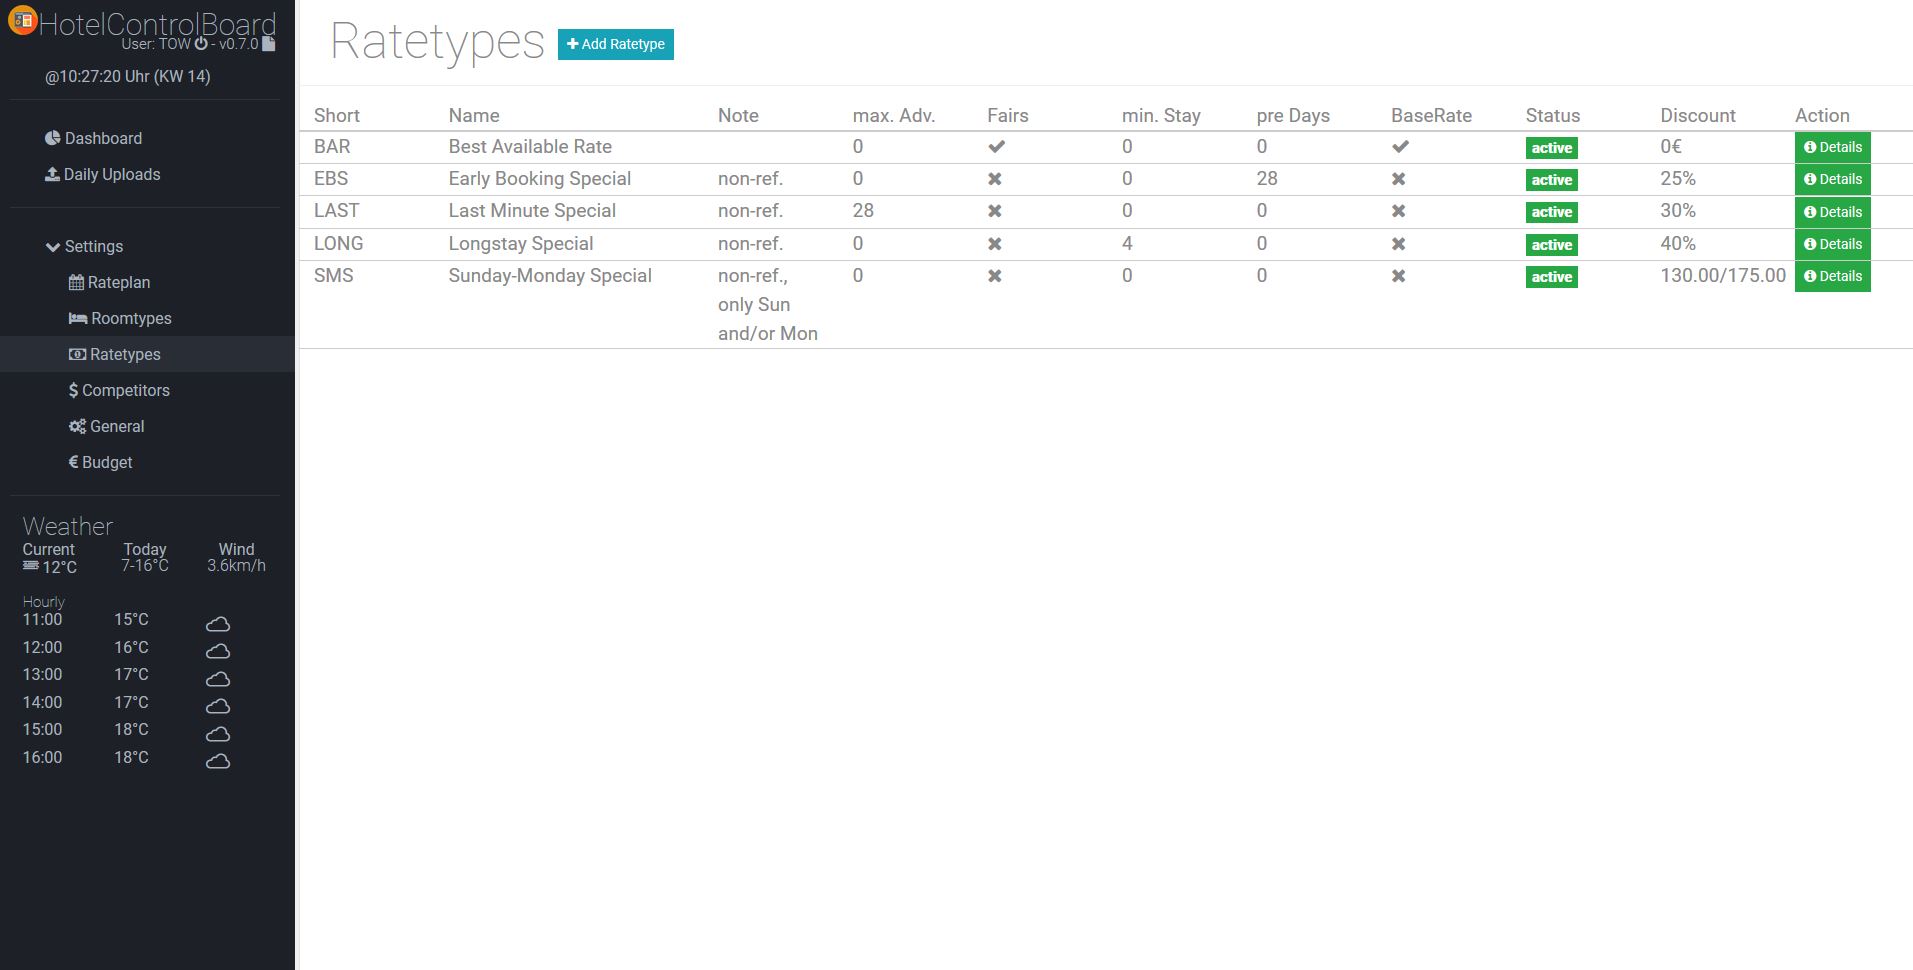 HotelControlBoard
User: TOW - v0.7.0
@10:27:20 Uhr (KW 14)
Dashboard
Daily Uploads
Settings
Rateplan
Roomtypes
Ratetypes
Competitors
General
Budget
Weather
Current Today Wind
12°C 7-16°C 3.6km/h
Hourly
11:00 15°C
12:00 16°C
13:00 17°C
14:00 17°C
15:00 18°C
16:00 18°C
Ratetypes Add Ratetype
Short Name Note max. Adv. Fairs min. Stay pre Days BaseRate Status Discount Action
BAR Best Available Rate 0 0 0 active 0€ Details
EBS Early Booking Special non-ref. 0 0 28 active 25% Details
LAST Last Minute Special non-ref. 28 0 0 active 30% Details
LONG Longstay Special non-ref. 0 4 0 active 40% Details
SMS Sunday-Monday Special non-ref., 0 0 0 active 130.00/175.00 Details
only Sun
and/or Mon